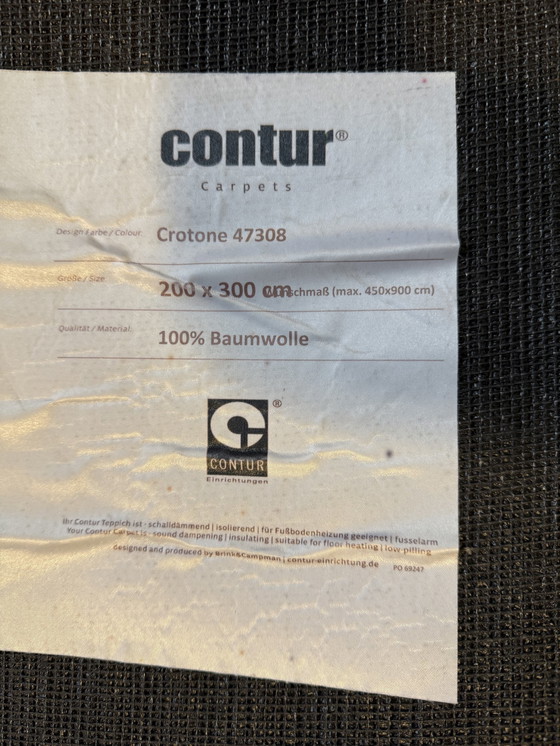 contur®
Carpets
Design Farbe / Colour: Crotone 47308
Größe / Size: 200 x 300 cm Wunschmaß (max. 450x900 cm)
Qualität / Material: 100% Baumwolle
®
CONTUR
Einrichtungen
Ihr Contur Teppich ist - schalldämmend | isolierend | für Fußbodenheizung geeignet | fusselarm
Your Contur Carpet is - sound dampening | insulating | suitable for floor heating | low-pilling
designed and produced by Brink&Campman | contur-einrichtung.de PO 69247